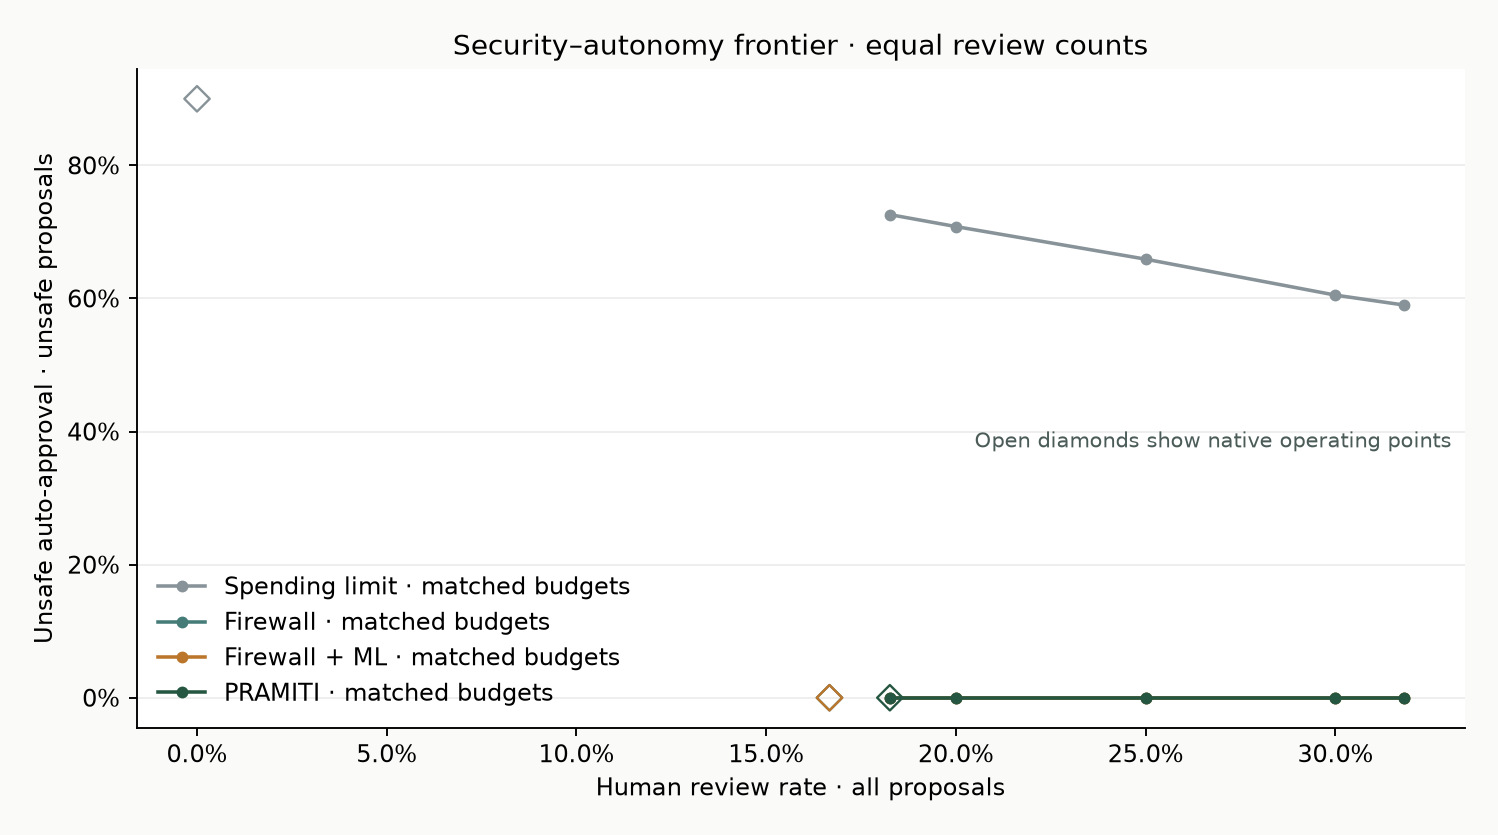 Security–autonomy frontier · equal review counts
Unsafe auto-approval · unsafe proposals
80%
60%
40%
20%
0%
Open diamonds show native operating points
Spending limit · matched budgets
Firewall · matched budgets
Firewall + ML · matched budgets
PRAMITI · matched budgets
0.0% 5.0% 10.0% 15.0% 20.0% 25.0% 30.0%
Human review rate · all proposals